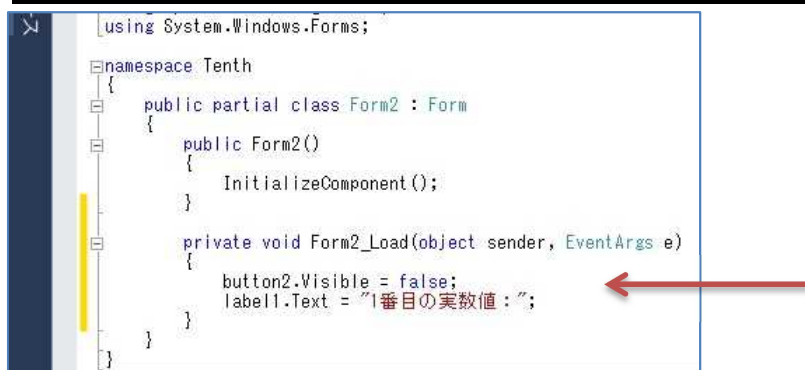 ス
using System.Windows.Forms;
namespace Tenth
{
public partial class Form2 : Form
{
public Form2()
{
InitializeComponent();
}
private void Form2_Load(object sender, EventArgs e)
{
button2.Visible = false;
label1.Text = "1番目の実数値：";
}
}
}